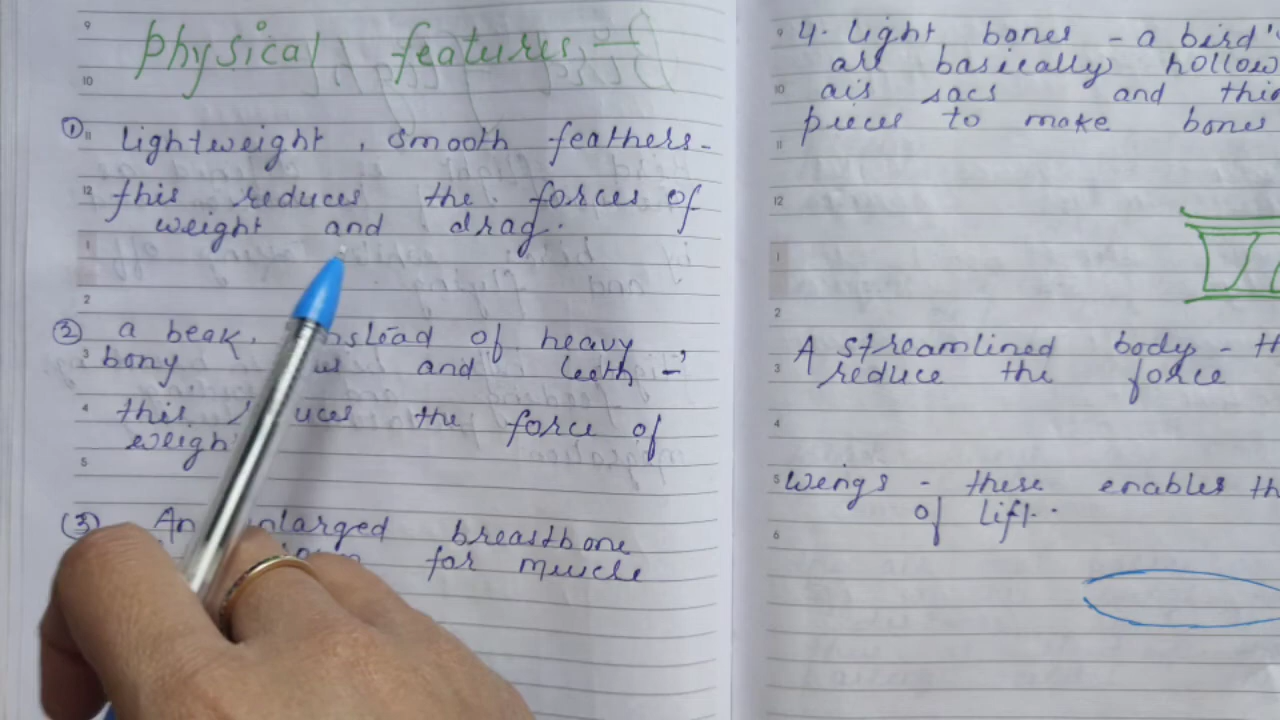 Physical features -
① lightweight, smooth feathers-
this reduces the forces of
weight and drag.
② a beak, instead of heavy
bony and teeth -
this the force of
weigh
(3) An enlarged breastbone
for muscle
4. light bones - a bird's
are basically hollow
air sacs and thi
pieces to make bones
A streamlined body - th
reduce the force
wings - these enables th
of lift.